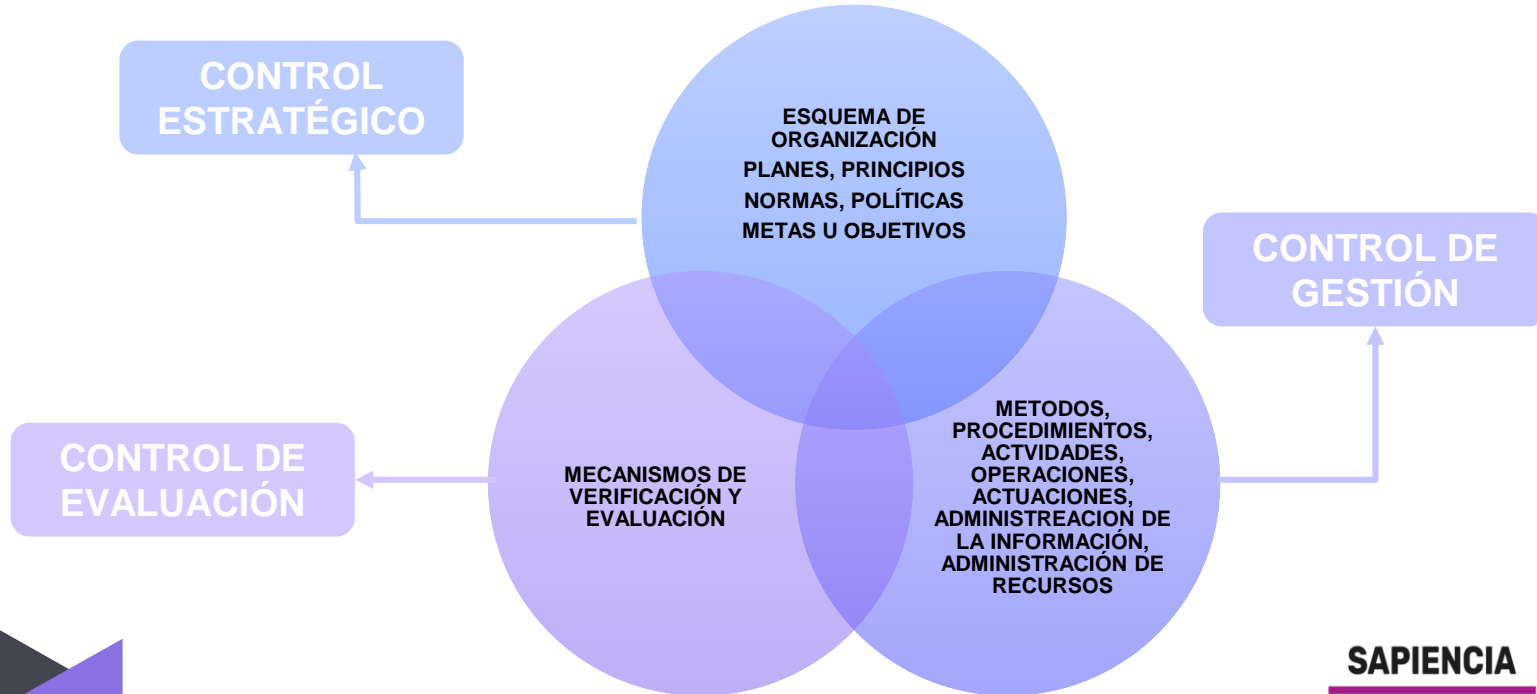 CONTROL
ESTRATÉGICO
ESQUEMA DE
ORGANIZACIÓN
PLANES, PRINCIPIOS
NORMAS, POLÍTICAS
METAS U OBJETIVOS
CONTROL DE
GESTIÓN
CONTROL DE
EVALUACIÓN
MECANISMOS DE
VERIFICACIÓN Y
EVALUACIÓN
METODOS,
PROCEDIMIENTOS,
ACTVIDADES,
OPERACIONES,
ACTUACIONES,
ADMINISTREACION DE
LA INFORMACIÓN,
ADMINISTRACIÓN DE
RECURSOS
SAPIENCIA